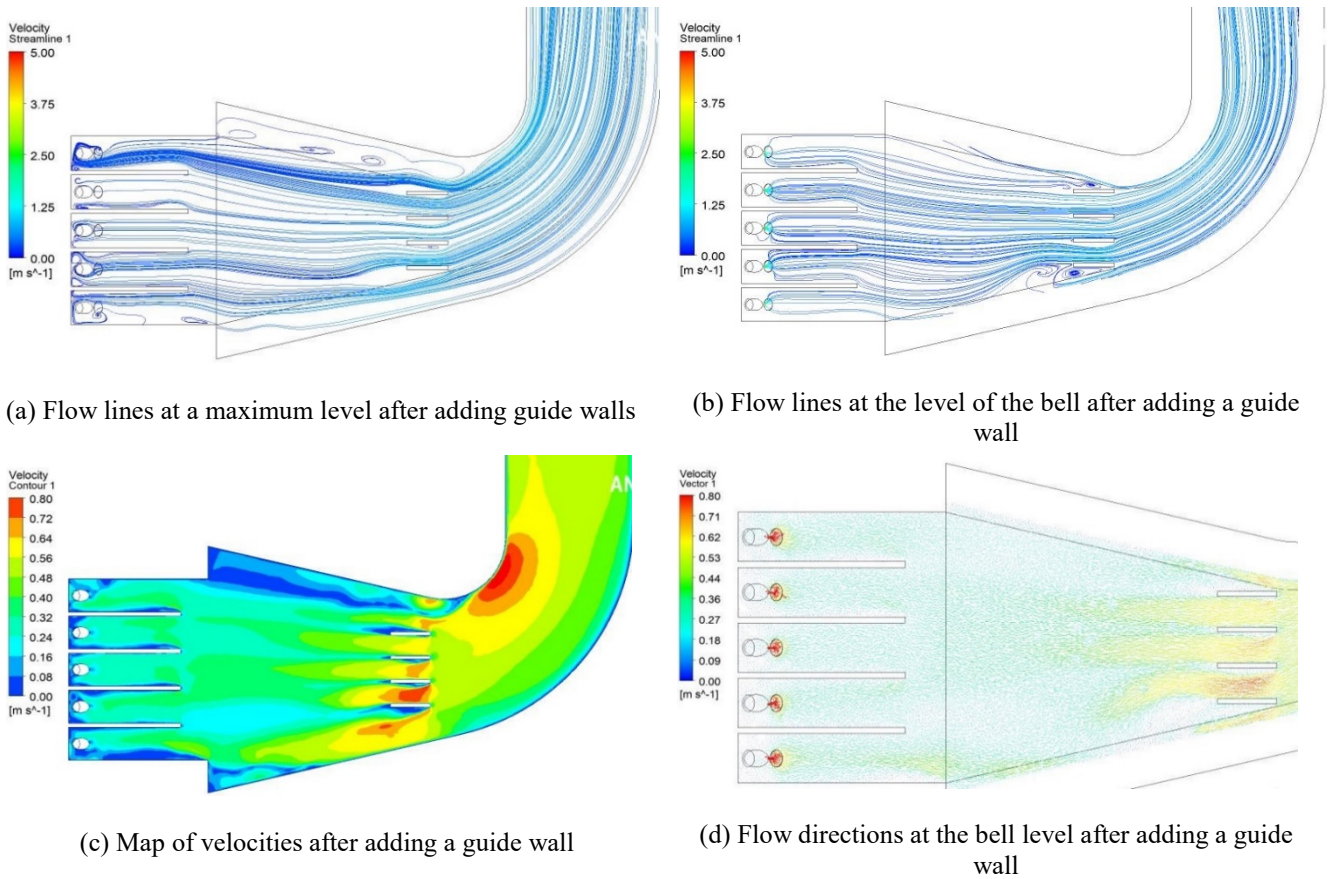 Velocity
Streamline 1
5.00
3.75
2.50
1.25
0.00
[m s^-1]
AN
(a) Flow lines at a maximum level after adding guide walls
Velocity
Streamline 1
5.00
3.75
2.50
1.25
0.00
[m s^-1]
(b) Flow lines at the level of the bell after adding a guide
wall
Velocity
Contour 1
0.80
0.72
0.64
0.56
0.48
0.40
0.32
0.24
0.16
0.08
0.00
[m s^-1]
AN
(c) Map of velocities after adding a guide wall
Velocity
Vector 1
0.80
0.71
0.62
0.53
0.44
0.36
0.27
0.18
0.09
0.00
[m s^-1]
(d) Flow directions at the bell level after adding a guide
wall